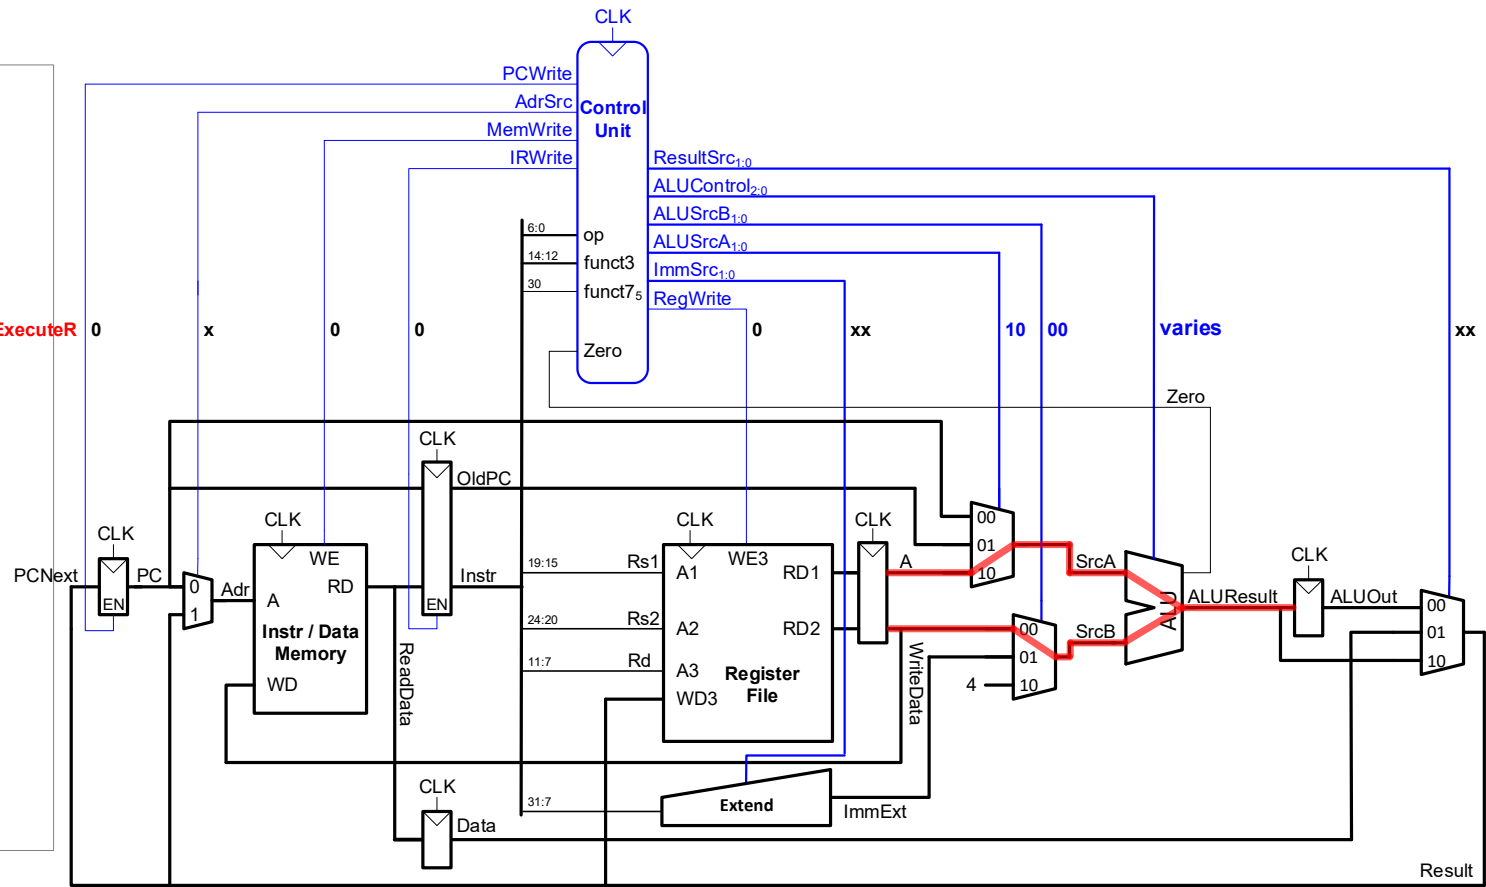 CLK
PCWrite
AdrSrc
MemWrite
IRWrite
Control
Unit
ResultSrc1:0
ALUControl2:0
ALUSrcB1:0
ALUSrcA1:0
ImmSrc1:0
RegWrite
6:0
op
14:12
funct3
30
funct75
Zero
ExecuteR 0 x 0 0 0 xx 10 00 varies xx
Zero
CLK
OldPC
CLK
PCNext
EN
PC
0
1
Adr
CLK
WE
RD
A
Instr / Data
Memory
WD
EN
Instr
ReadData
19:15
Rs1
24:20
Rs2
11:7
Rd
CLK
WE3
A1
RD1
A2
RD2
A3
WD3
Register
File
CLK
A
WriteData
00
01
10
SrcA
00
01
4
10
SrcB
ALU
ALUResult
CLK
ALUOut
00
01
10
CLK
Data
31:7
Extend
ImmExt
Result